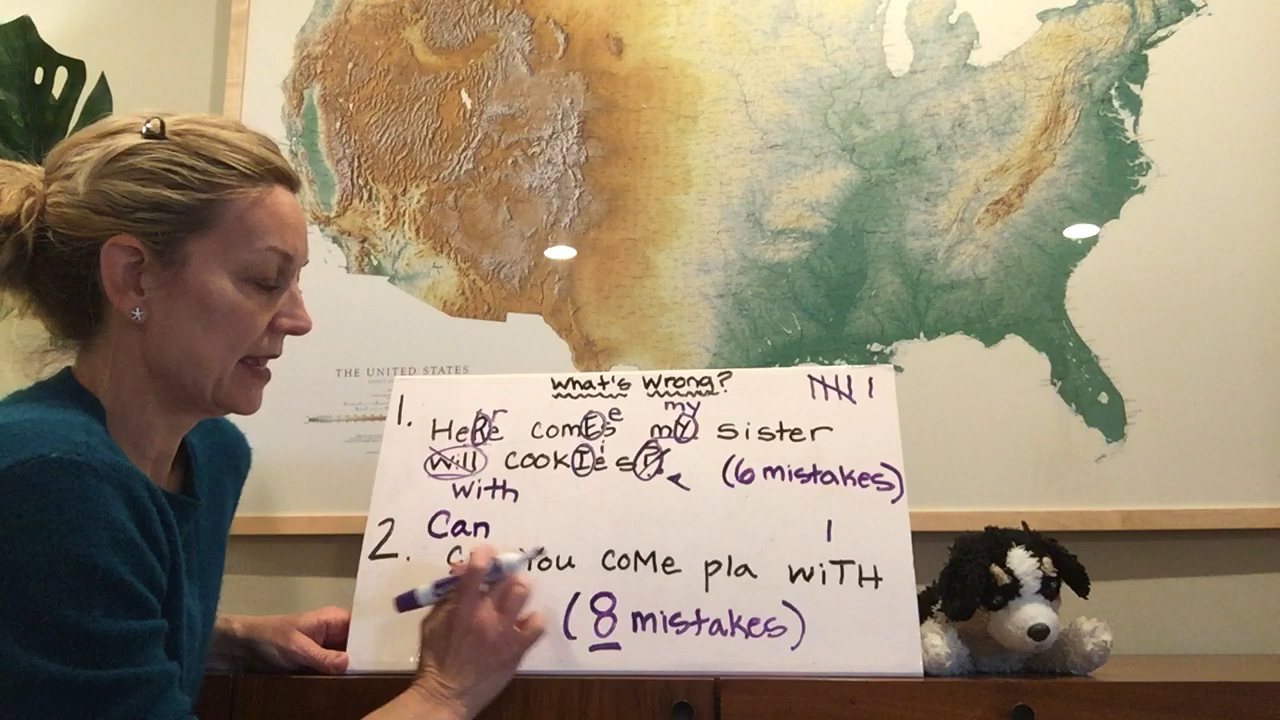 THE UNITED STATES
What's Wrong?
r e my
1. HeRe comEs mY sister
i
Will cookIes?. (6 mistakes)
with
Can
2. You coMe pla wiTH
(8 mistakes)